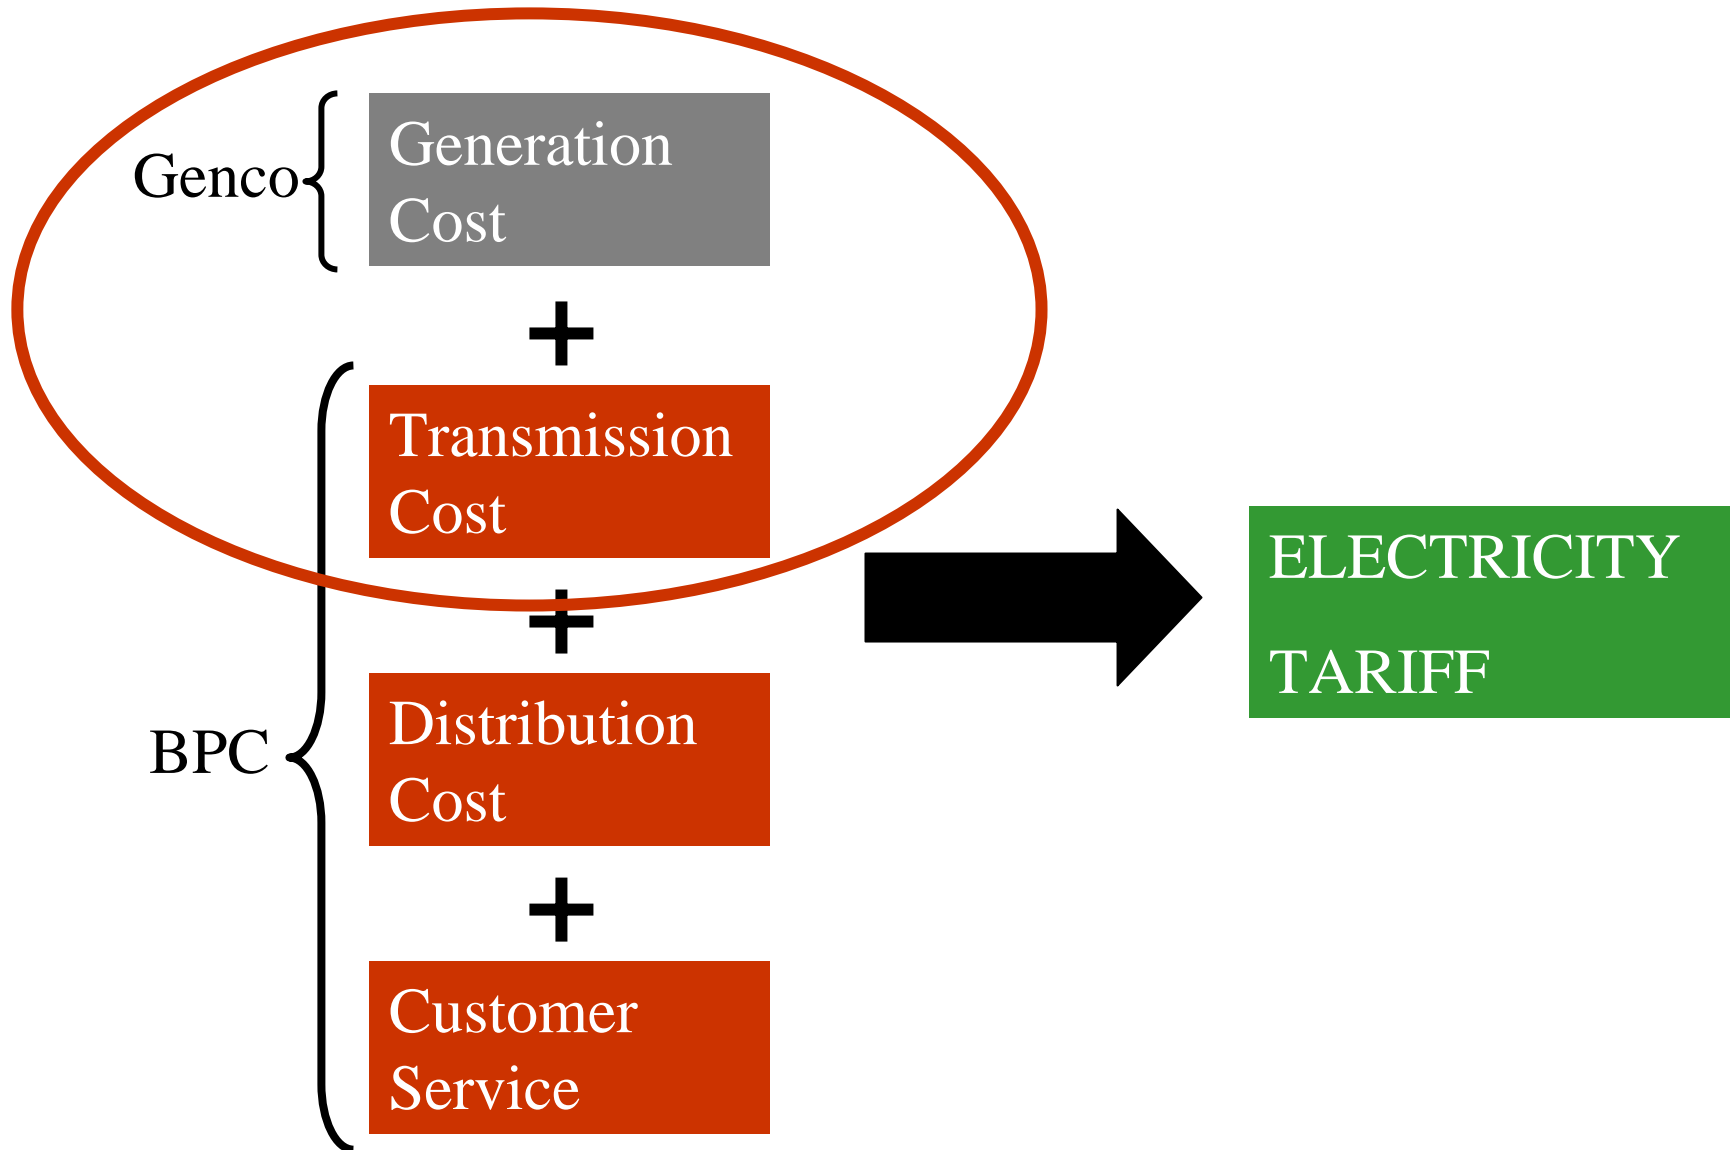 Genco
Generation
Cost
+
Transmission
Cost
+
BPC
Distribution
Cost
+
Customer
Service
ELECTRICITY
TARIFF